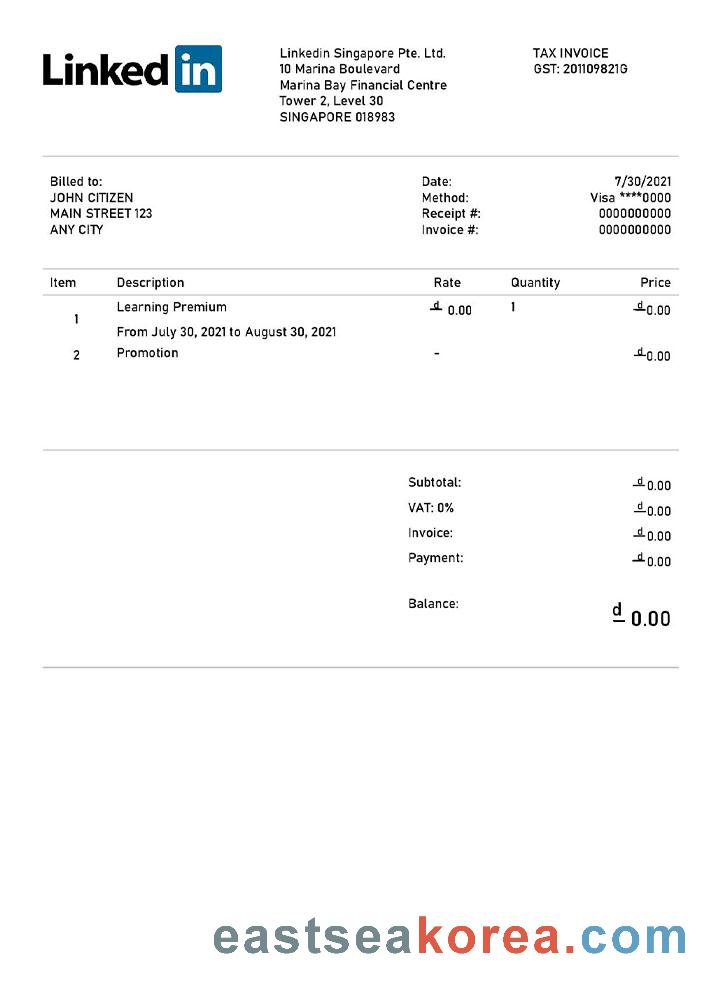 Linked in
Linkedin Singapore Pte. Ltd.
10 Marina Boulevard
Marina Bay Financial Centre
Tower 2, Level 30
SINGAPORE 018983
TAX INVOICE
GST: 201109821G
Billed to:
JOHN CITIZEN
MAIN STREET 123
ANY CITY
Date: 7/30/2021
Method: Visa ****0000
Receipt #: 0000000000
Invoice #: 0000000000
Item Description Rate Quantity Price
1 Learning Premium ₫ 0.00 1 ₫0.00
From July 30, 2021 to August 30, 2021
2 Promotion - ₫0.00
Subtotal: ₫0.00
VAT: 0% ₫0.00
Invoice: ₫0.00
Payment: ₫0.00
Balance: ₫ 0.00
eastseakorea.com